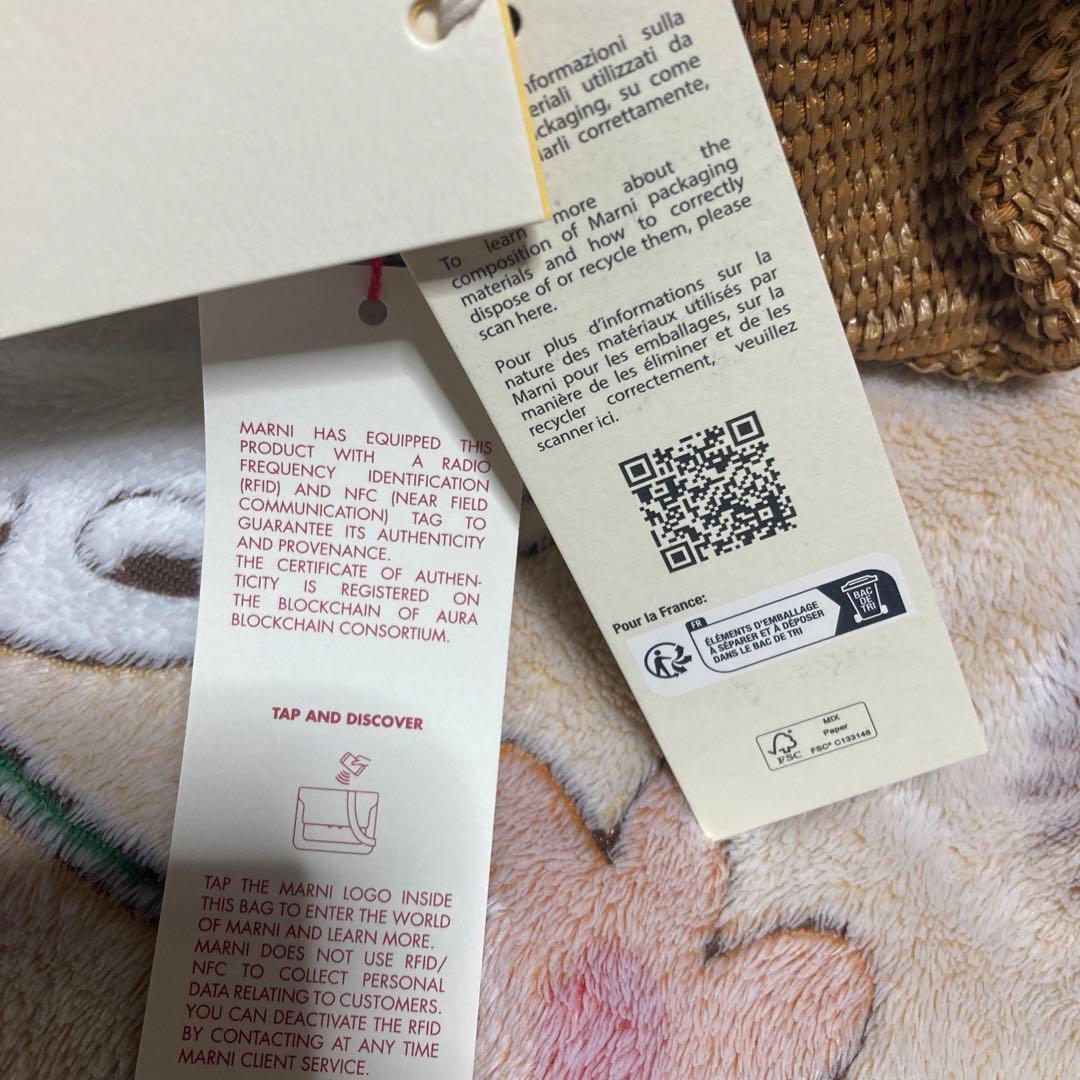 MARNI HAS EQUIPPED THIS
PRODUCT WITH A RADIO
FREQUENCY IDENTIFICATION
(RFID) AND NFC (NEAR FIELD
COMMUNICATION) TAG TO
GUARANTEE ITS AUTHENTICITY
AND PROVENANCE.
THE CERTIFICATE OF AUTHEN-
TICITY IS REGISTERED ON
THE BLOCKCHAIN OF AURA
BLOCKCHAIN CONSORTIUM.
TAP AND DISCOVER
TAP THE MARNI LOGO INSIDE
THIS BAG TO ENTER THE WORLD
OF MARNI AND LEARN MORE.
MARNI DOES NOT USE RFID/
NFC TO COLLECT PERSONAL
DATA RELATING TO CUSTOMERS.
YOU CAN DEACTIVATE THE RFID
BY CONTACTING AT ANY TIME
MARNI CLIENT SERVICE.
sulla
utilizzati da
su come
correttamente,
To learn more about the
composition of Marni packaging
materials and how to correctly
dispose of or recycle them, please
scan here.
Pour plus d'informations sur la
nature des matériaux utilisés par
Marni pour les emballages, sur la
manière de les éliminer et de les
recycler correctement, veuillez
scanner ici.
Pour la France:
FR
ÉLÉMENTS D'EMBALLAGE
À SÉPARER ET À DÉPOSER
DANS LE BAC DE TRI
BAC
DE
TRI
FSC
MIX
Paper
FSC® C133148